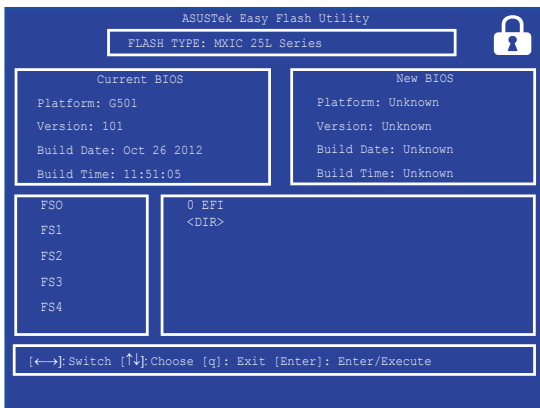 ASUSTek Easy Flash Utility
FLASH TYPE: MXIC 25L Series
Current BIOS
Platform: G501
Version: 101
Build Date: Oct 26 2012
Build Time: 11:51:05
New BIOS
Platform: Unknown
Version: Unknown
Build Date: Unknown
Build Time: Unknown
FSO
FS1
FS2
FS3
FS4
0 EFI
<DIR>
[←→]: Switch [↑↓]: Choose [q]: Exit [Enter]: Enter/Execute